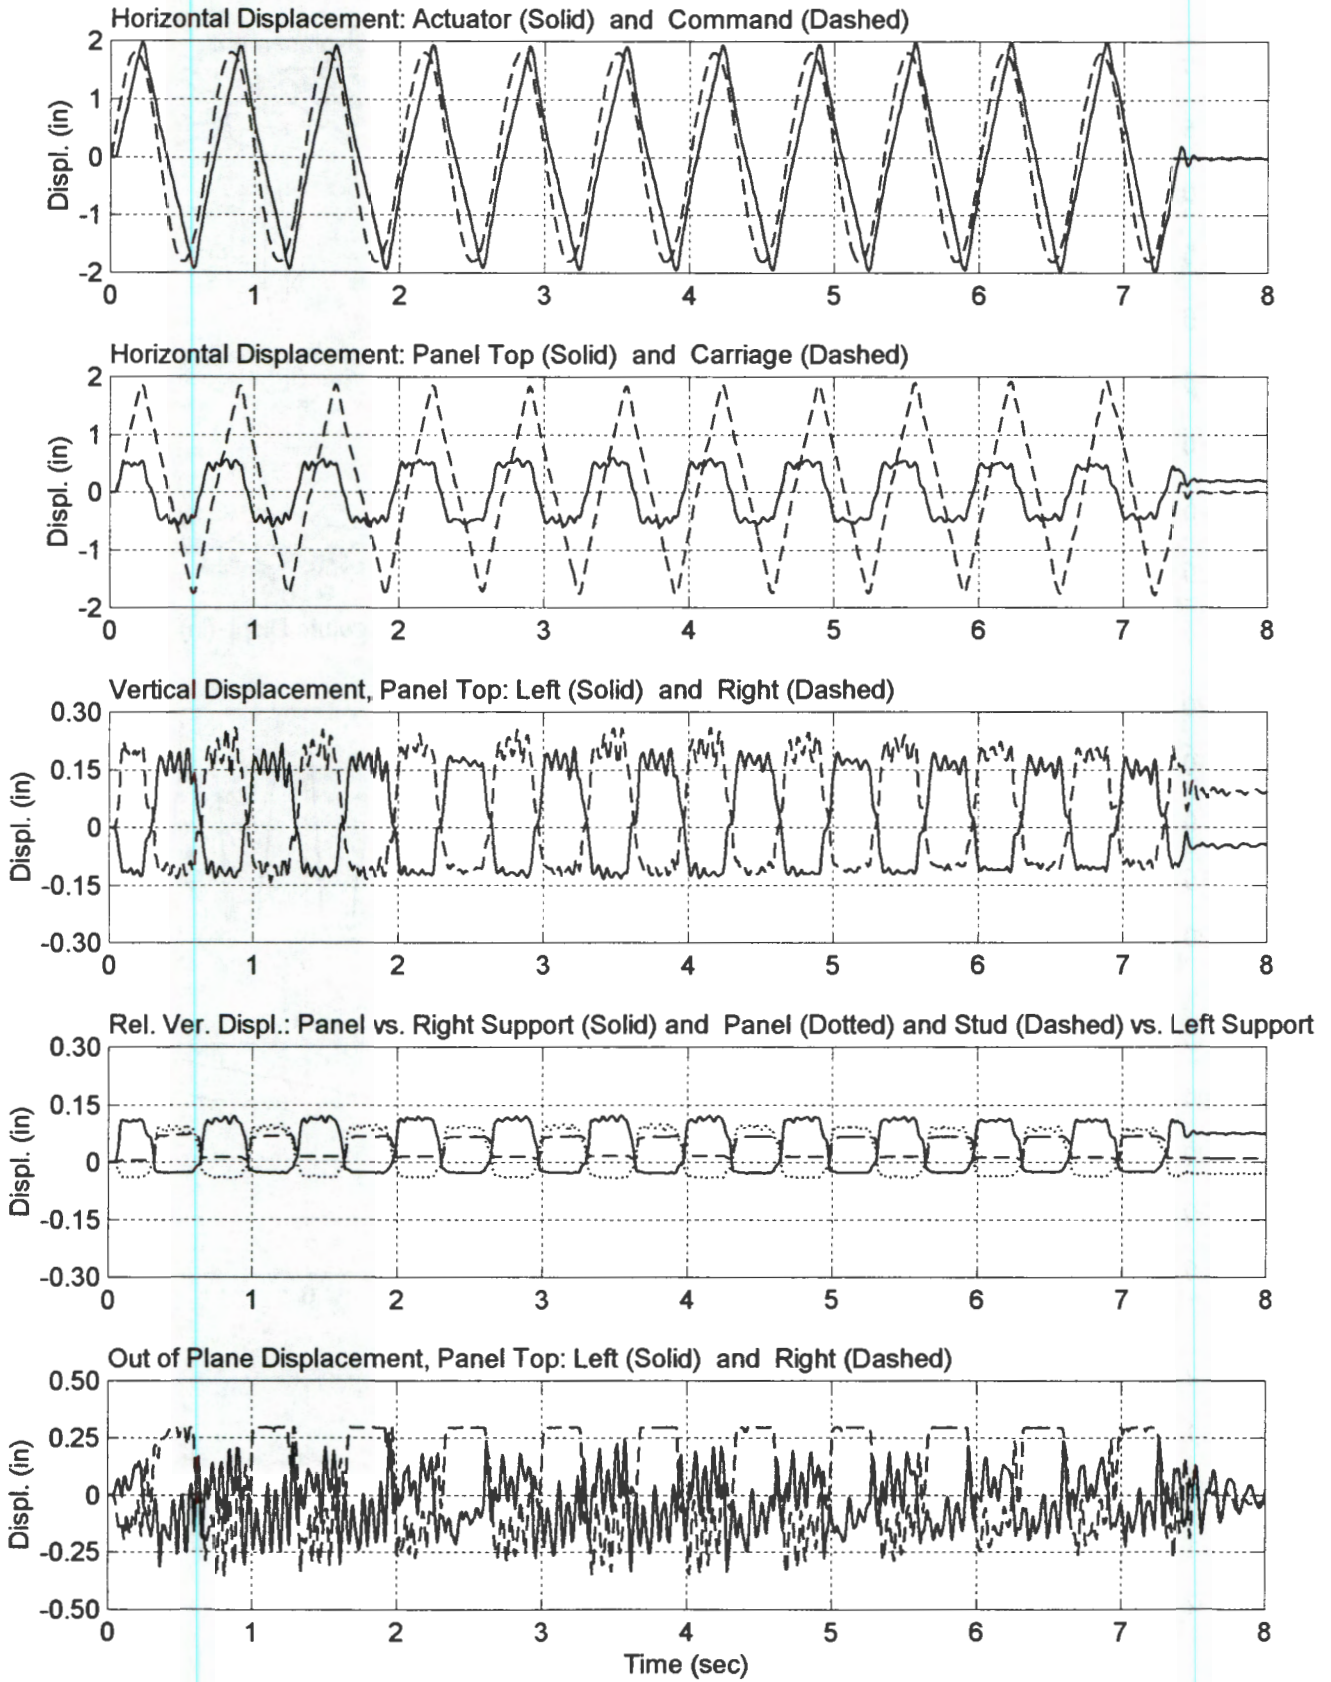 Horizontal Displacement: Actuator (Solid) and Command (Dashed)
2
1
0
-1
-2
Displ. (in)
0 1 2 3 4 5 6 7 8
Horizontal Displacement: Panel Top (Solid) and Carriage (Dashed)
2
1
0
-1
-2
Displ. (in)
0 1 2 3 4 5 6 7 8
Vertical Displacement, Panel Top: Left (Solid) and Right (Dashed)
0.30
0.15
0
-0.15
-0.30
Displ. (in)
0 1 2 3 4 5 6 7 8
Rel. Ver. Displ.: Panel vs. Right Support (Solid) and Panel (Dotted) and Stud (Dashed) vs. Left Support
0.30
0.15
0
-0.15
-0.30
Displ. (in)
0 1 2 3 4 5 6 7 8
Out of Plane Displacement, Panel Top: Left (Solid) and Right (Dashed)
0.50
0.25
0
-0.25
-0.50
Displ. (in)
0 1 2 3 4 5 6 7 8
Time (sec)